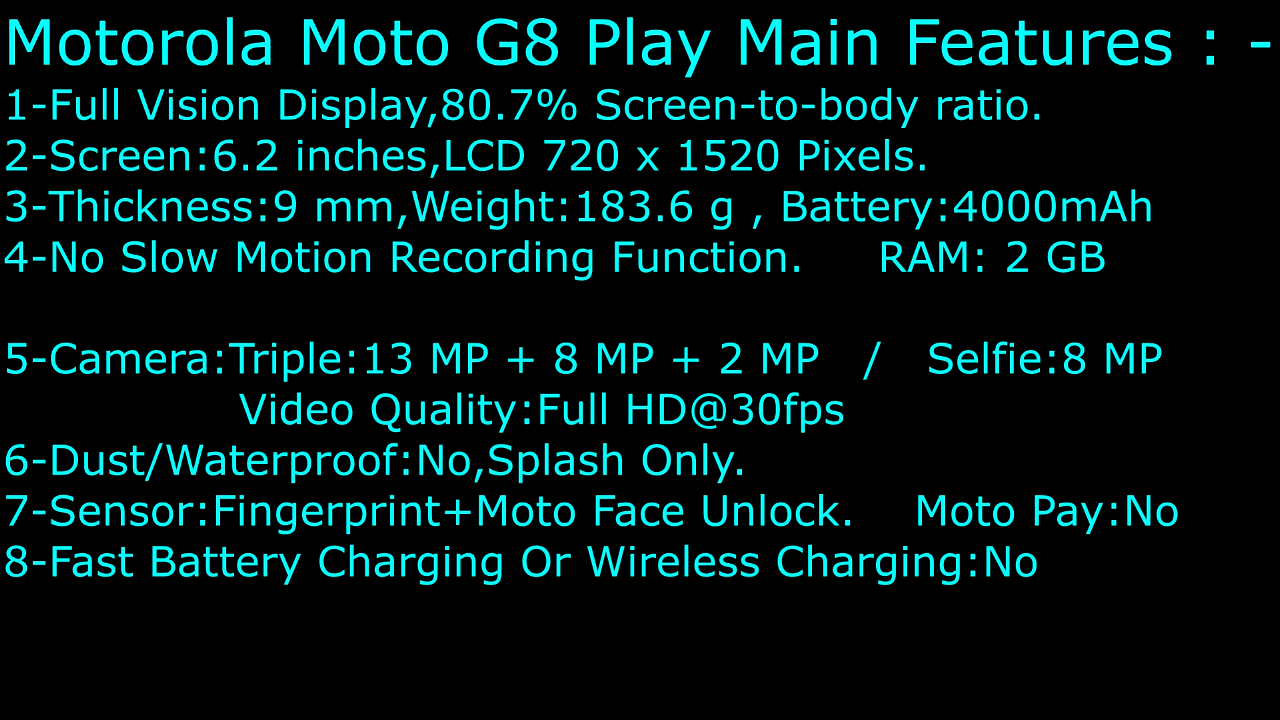 Motorola Moto G8 Play Main Features : -
1-Full Vision Display,80.7% Screen-to-body ratio.
2-Screen:6.2 inches,LCD 720 x 1520 Pixels.
3-Thickness:9 mm,Weight:183.6 g , Battery:4000mAh
4-No Slow Motion Recording Function. RAM: 2 GB
5-Camera:Triple:13 MP + 8 MP + 2 MP / Selfie:8 MP
Video Quality:Full HD@30fps
6-Dust/Waterproof:No,Splash Only.
7-Sensor:Fingerprint+Moto Face Unlock. Moto Pay:No
8-Fast Battery Charging Or Wireless Charging:No